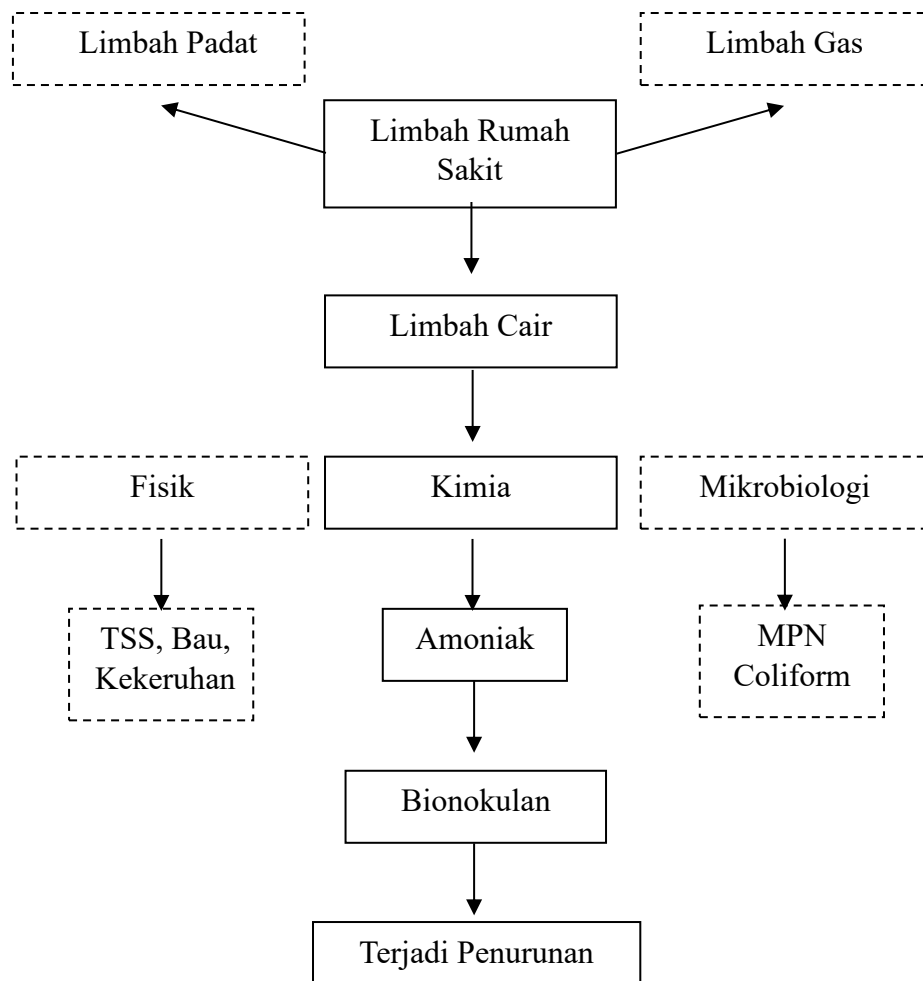 Limbah Padat
Limbah Gas
Limbah Rumah
Sakit
Limbah Cair
Fisik
Kimia
Mikrobiologi
TSS, Bau,
Kekeruhan
Amoniak
MPN
Coliform
Bionokulan
Terjadi Penurunan